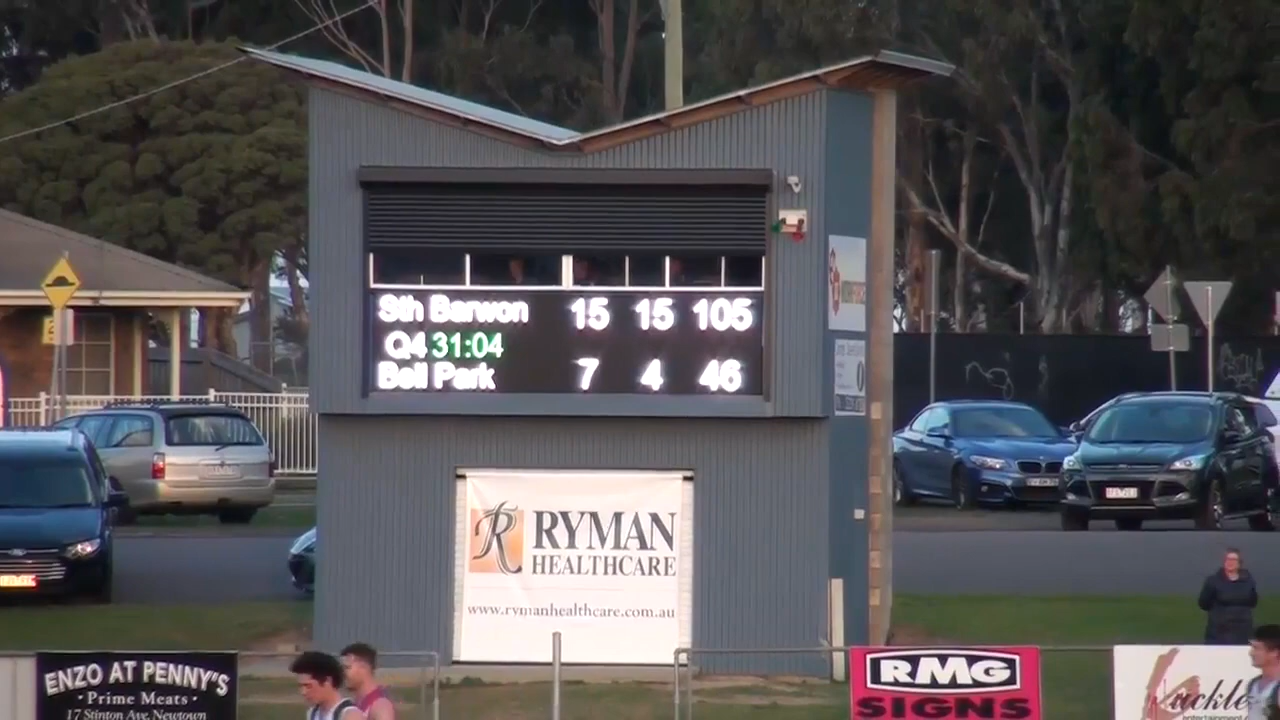 Sth Barwon 15 15 105
Q4 31:04
Bell Park 7 4 46
R RYMAN
HEALTHCARE
www.rymanhealthcare.com.au
ENZO AT PENNY'S
• Prime Meats •
17 Stinton Ave, Newtown
RMG
SIGNS